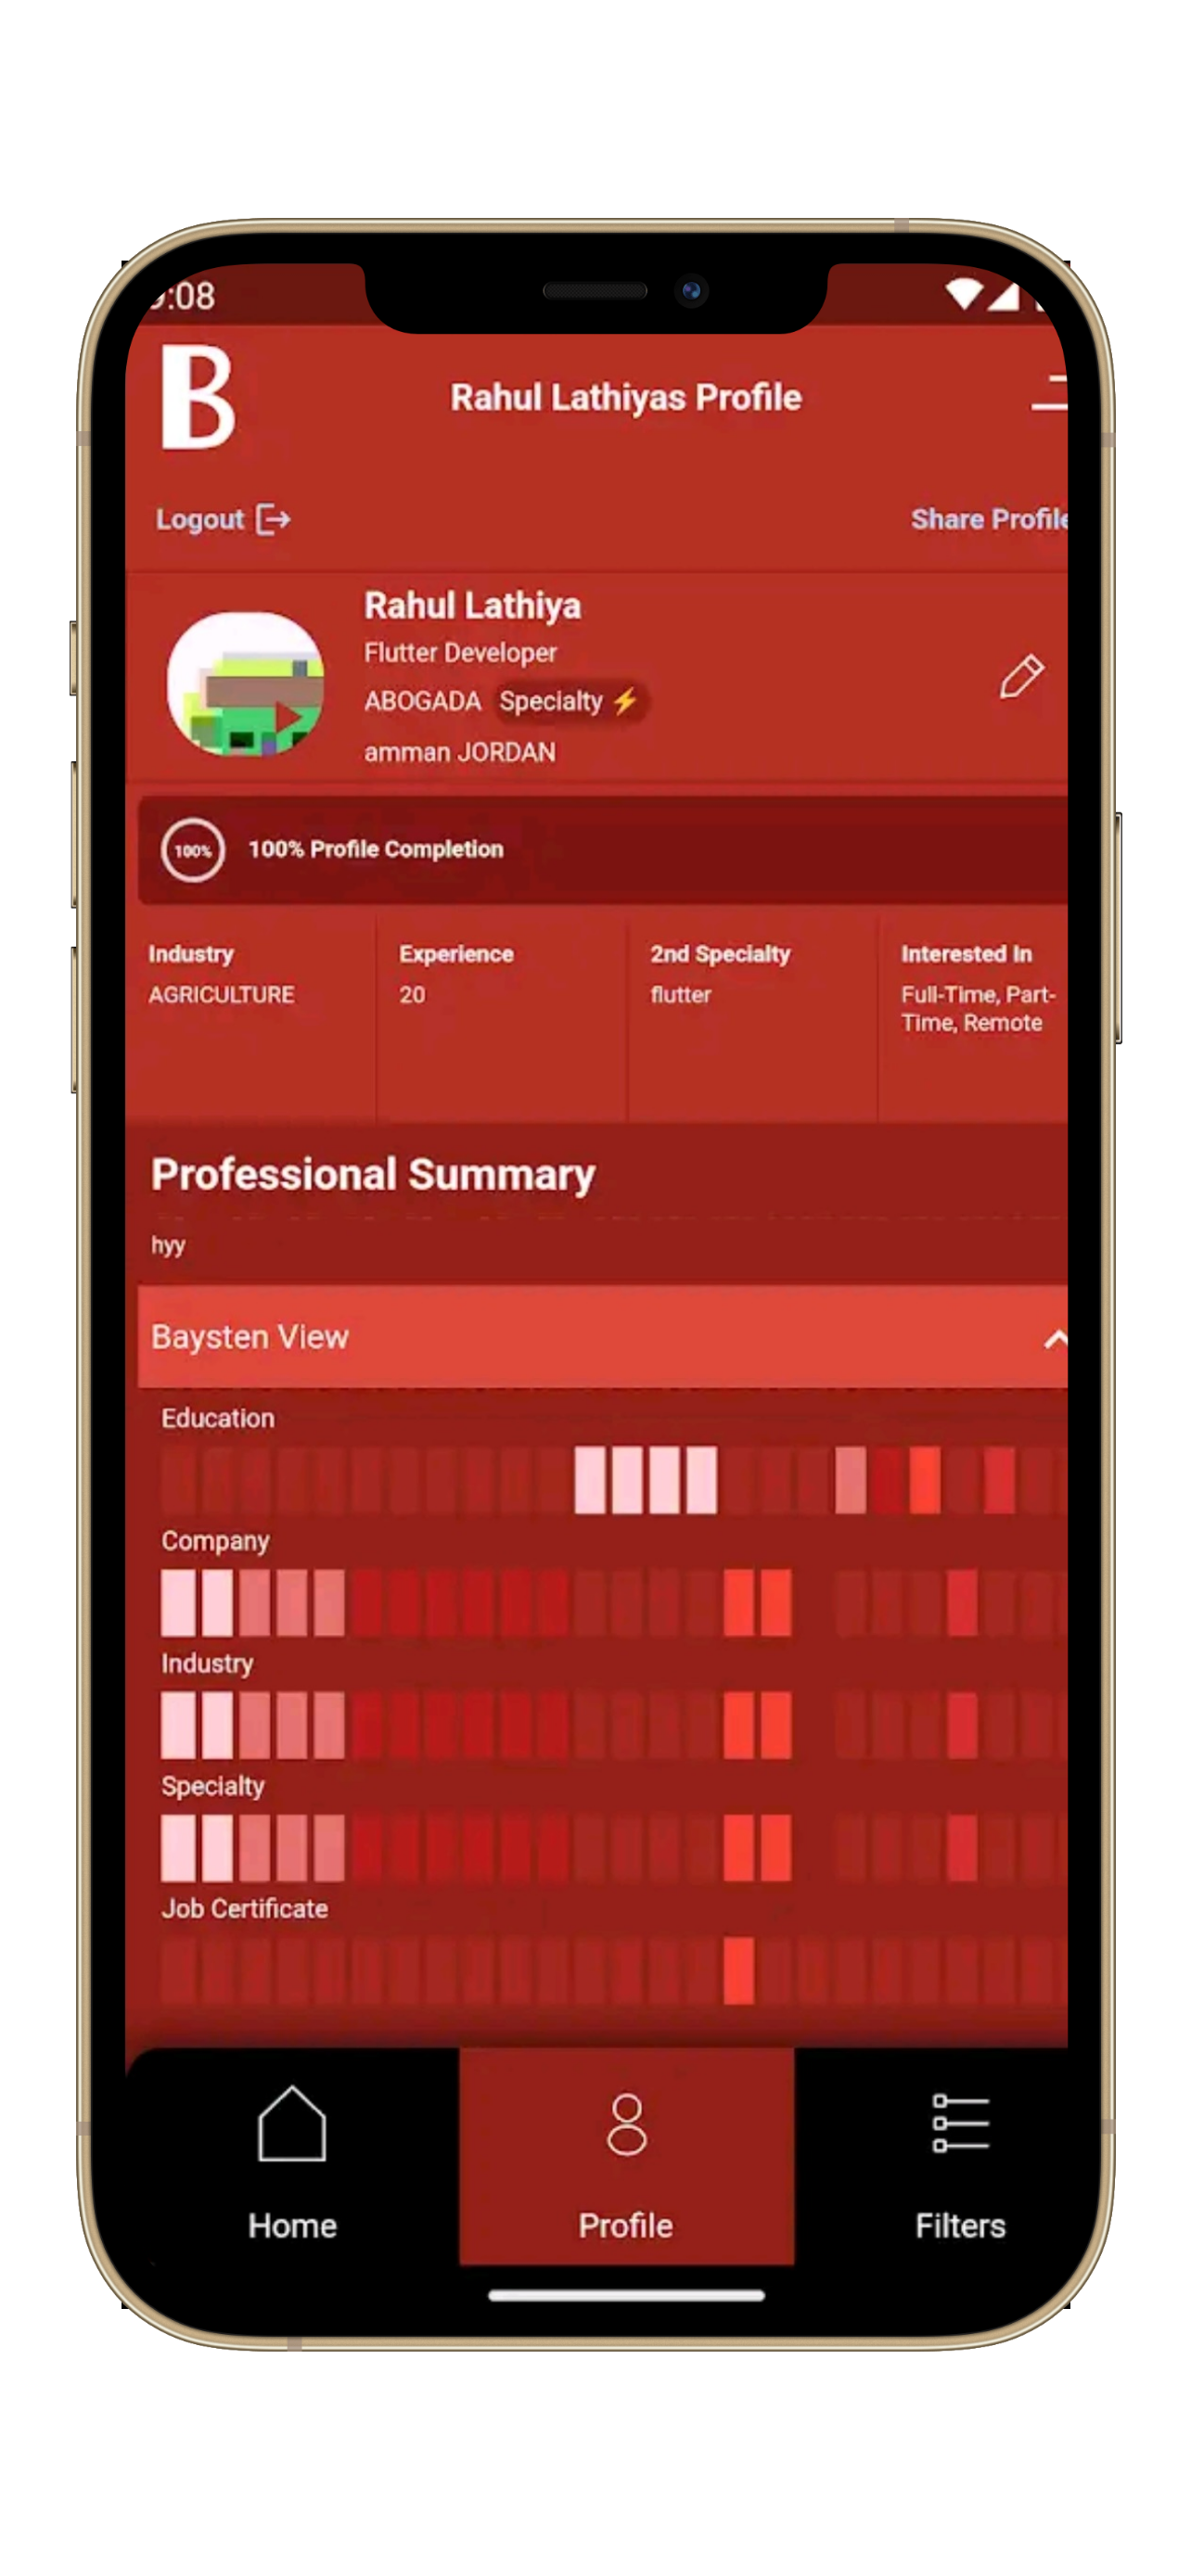 9:08
B
Rahul Lathiyas Profile
Logout
Share Profile
Rahul Lathiya
Flutter Developer
ABOGADA Specialty ⚡
amman JORDAN
100% 100% Profile Completion
Industry Experience 2nd Specialty Interested In
AGRICULTURE 20 flutter Full-Time, Part-
Time, Remote
Professional Summary
hyy
Baysten View
Education
Company
Industry
Specialty
Job Certificate
Home Profile Filters